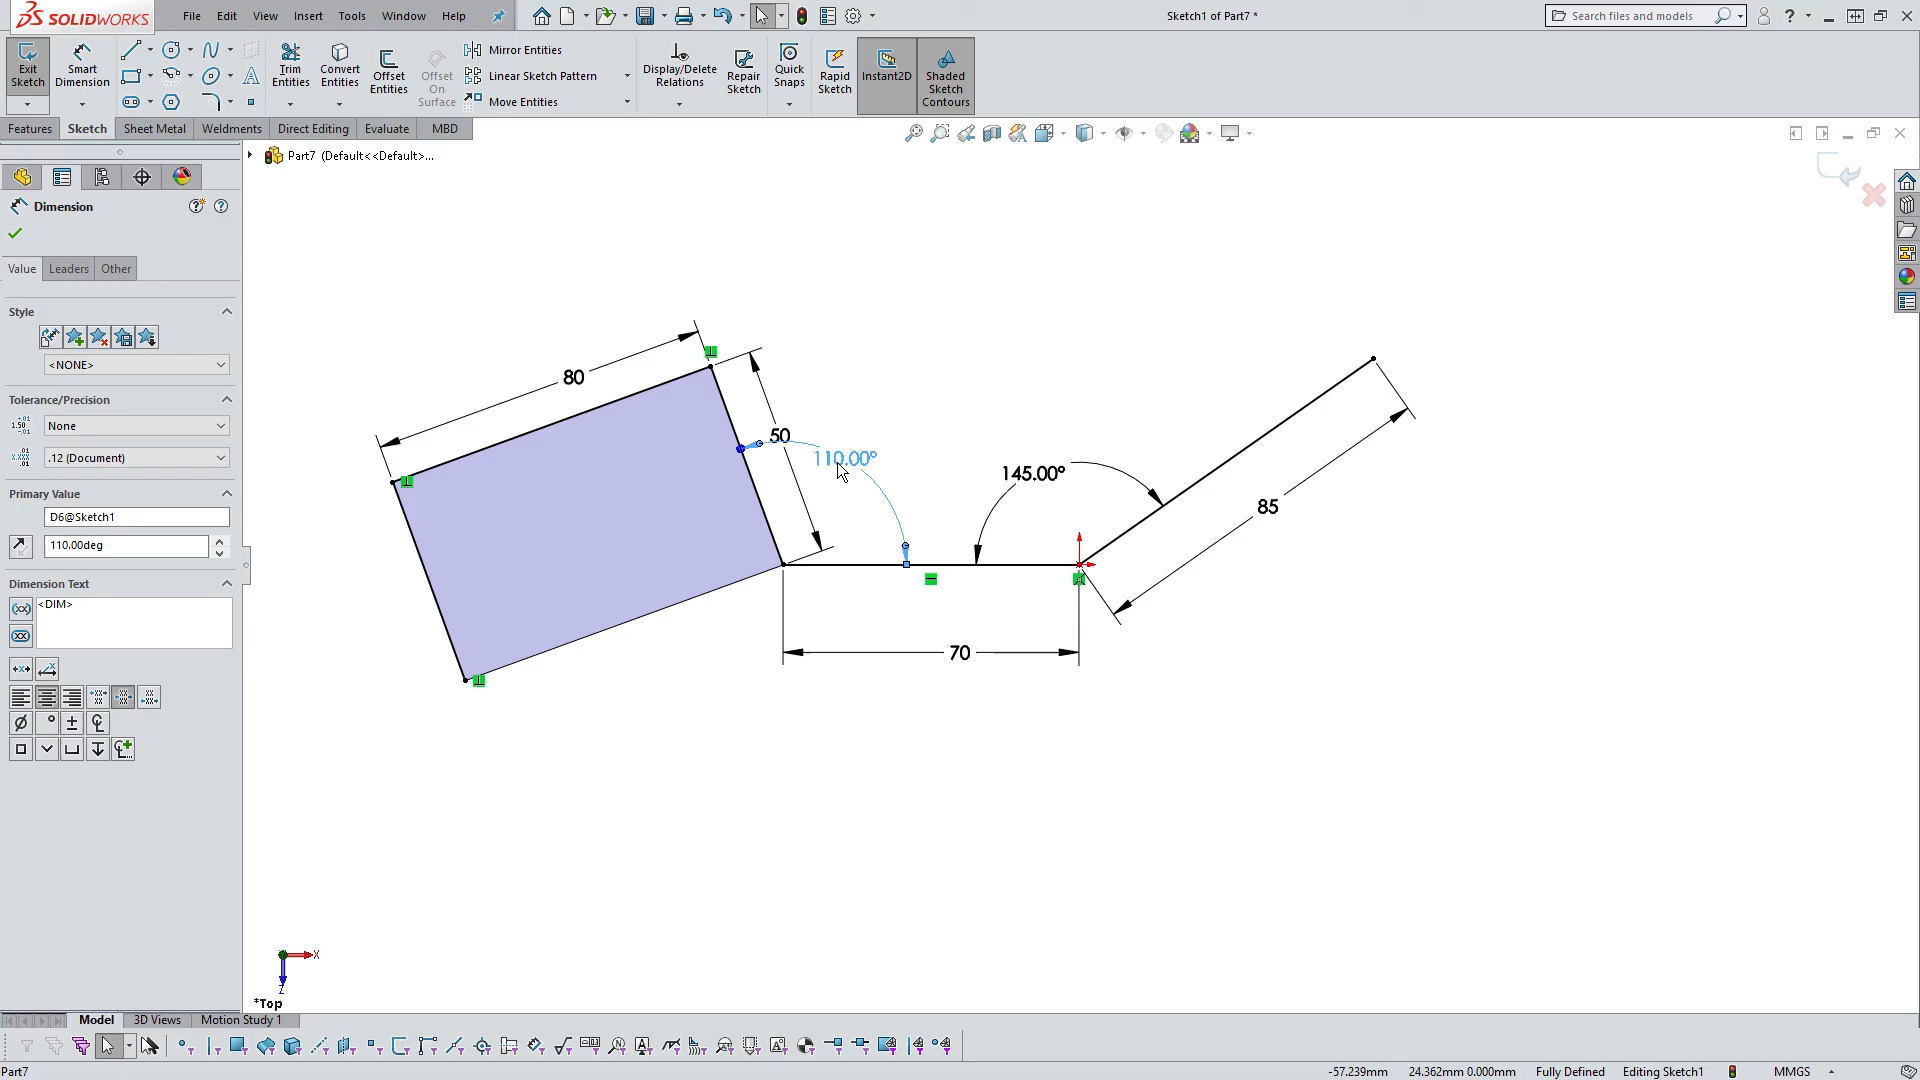 SOLIDWORKS File Edit View Insert Tools Window Help Sketch1 of Part7 * Search files and models ?
Exit Sketch Smart Dimension Trim Entities Convert Entities Offset Entities Offset On Surface Mirror Entities Linear Sketch Pattern Move Entities Display/Delete Relations Repair Sketch Quick Snaps Rapid Sketch Instant2D Shaded Sketch Contours
Features Sketch Sheet Metal Weldments Direct Editing Evaluate MBD
Part7 (Default<<Default>...
Dimension
Value Leaders Other
Style
<NONE>
Tolerance/Precision
None
.12 (Document)
Primary Value
D6@Sketch1
110.00deg
Dimension Text
<DIM>
80
50
110.00°
145.00°
85
70
X
Z
*Top
Model 3D Views Motion Study 1
Part7 -57.239mm 24.362mm 0.000mm Fully Defined Editing Sketch1 MMGS